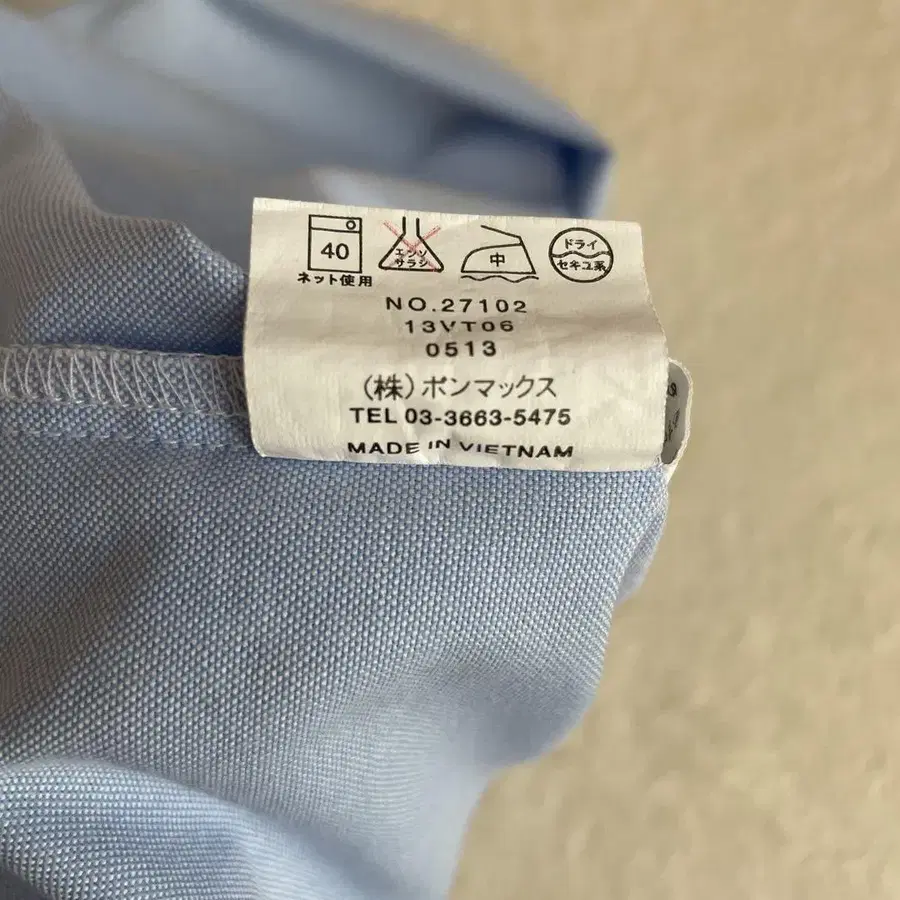 40
エンソ
サラシ
中
ドライ
セキユ系
ネット使用
NO.27102
13VT06
0513
(株)ボンマックス
TEL 03-3663-5475
MADE IN VIETNAM